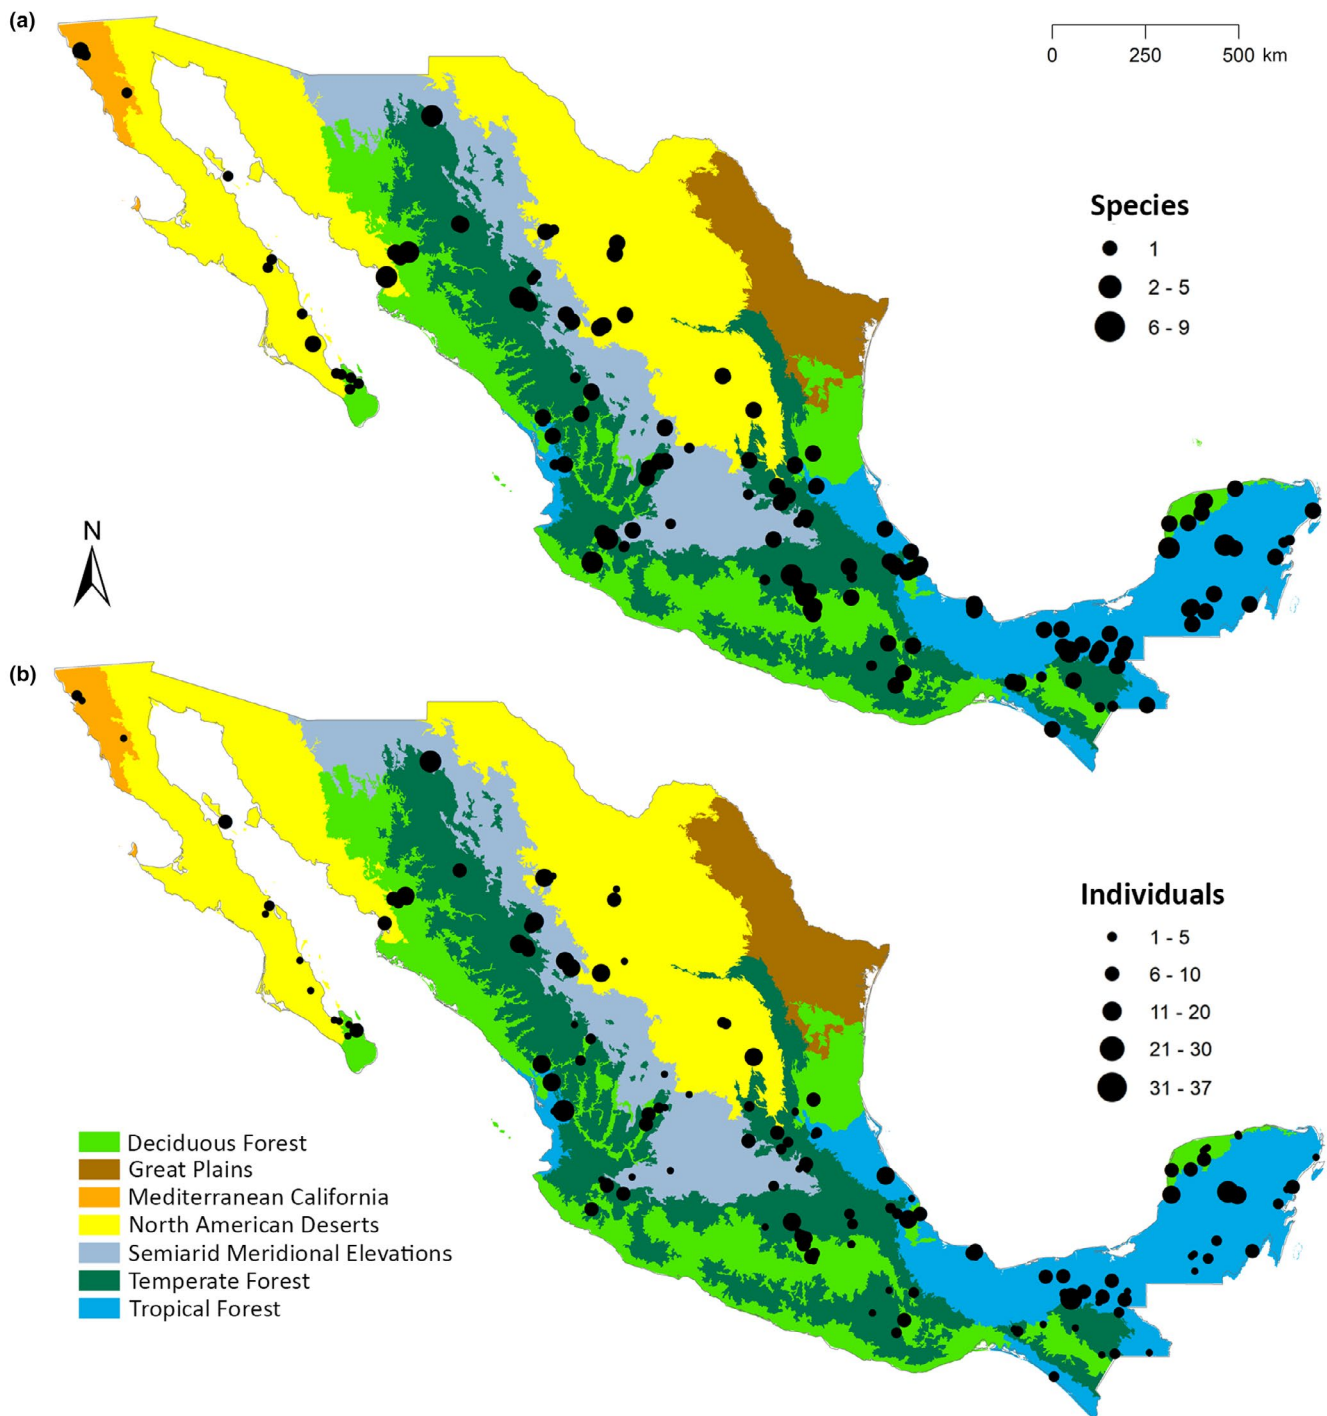 (a)
0 250 500 km
Species
1
2 - 5
6 - 9
N
(b)
Individuals
1 - 5
6 - 10
11 - 20
21 - 30
31 - 37
Deciduous Forest
Great Plains
Mediterranean California
North American Deserts
Semiarid Meridional Elevations
Temperate Forest
Tropical Forest